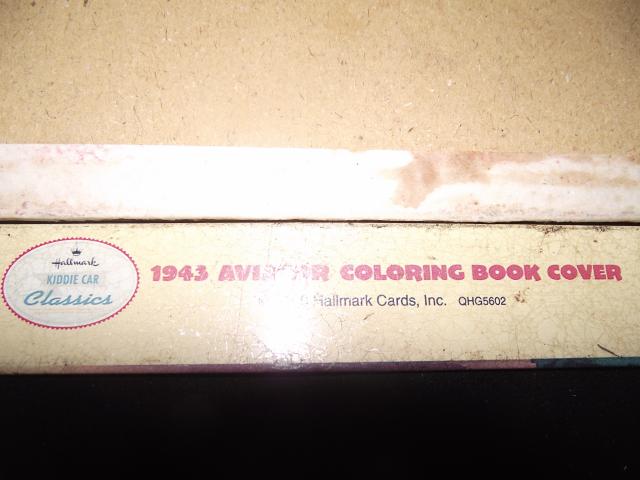 Hallmark
KIDDIE CAR
Classics
1943 COLORING BOOK COVER
Hallmark Cards, Inc. QHG5602